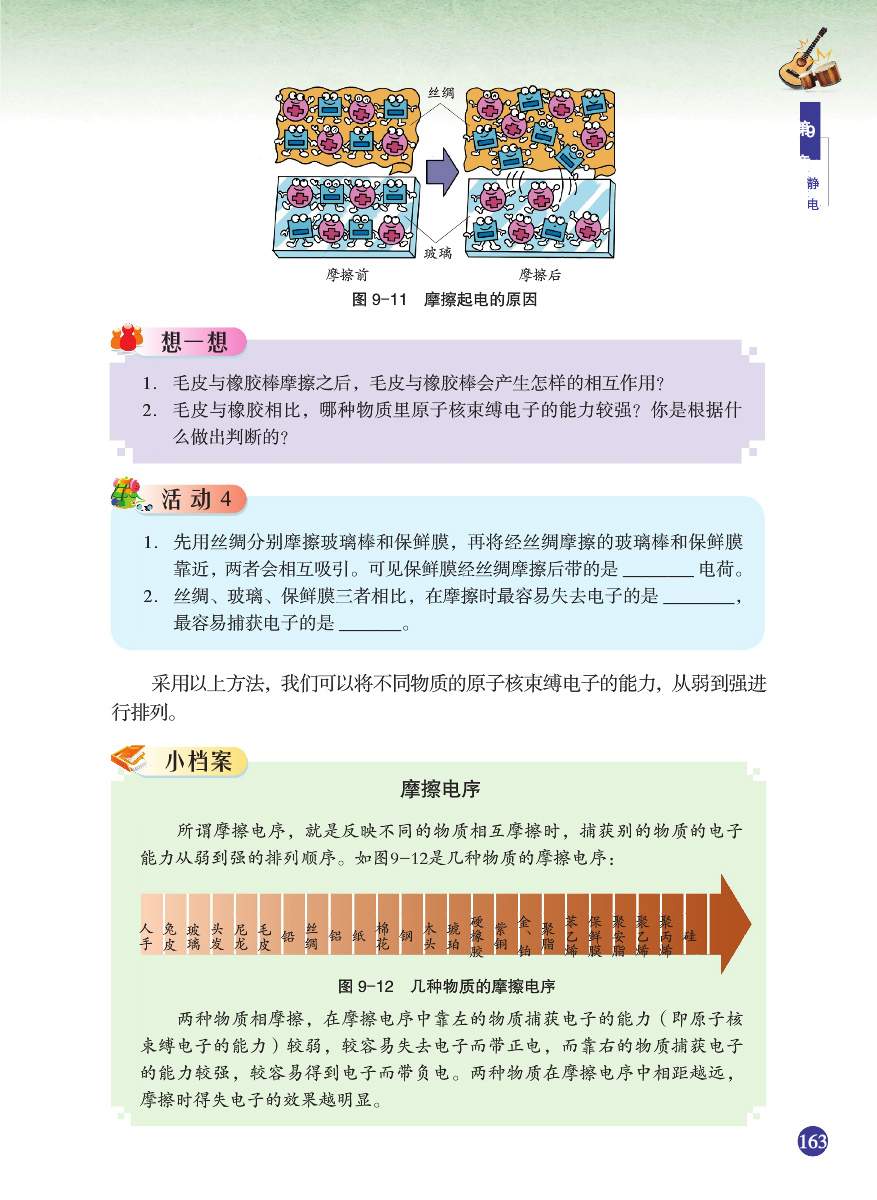 丝绸
第9章
静电
玻璃
摩擦前
摩擦后
图 9-11 摩擦起电的原因
想一想
1. 毛皮与橡胶棒摩擦之后，毛皮与橡胶棒会产生怎样的相互作用？
2. 毛皮与橡胶相比，哪种物质里原子核束缚电子的能力较强？你是根据什
么做出判断的？
活动 4
1. 先用丝绸分别摩擦玻璃棒和保鲜膜，再将经丝绸摩擦的玻璃棒和保鲜膜
靠近，两者会相互吸引。可见保鲜膜经丝绸摩擦后带的是 ________ 电荷。
2. 丝绸、玻璃、保鲜膜三者相比，在摩擦时最容易失去电子的是 ________，
最容易捕获电子的是 _______。
采用以上方法，我们可以将不同物质的原子核束缚电子的能力，从弱到强进
行排列。
小档案
摩擦电序
所谓摩擦电序，就是反映不同的物质相互摩擦时，捕获别的物质的电子
能力从弱到强的排列顺序。如图9-12是几种物质的摩擦电序：
人手 兔皮 玻璃 头发 尼龙 毛皮 铅 丝绸 铝 纸 棉花 钢 木头 琥珀 硬橡胶 紫铜 金、铂 聚脂 苯乙烯 保鲜膜 聚安脂 聚乙烯 聚丙烯 硅
图 9-12 几种物质的摩擦电序
两种物质相摩擦，在摩擦电序中靠左的物质捕获电子的能力（即原子核
束缚电子的能力）较弱，较容易失去电子而带正电，而靠右的物质捕获电子
的能力较强，较容易得到电子而带负电。两种物质在摩擦电序中相距越远，
摩擦时得失电子的效果越明显。
163